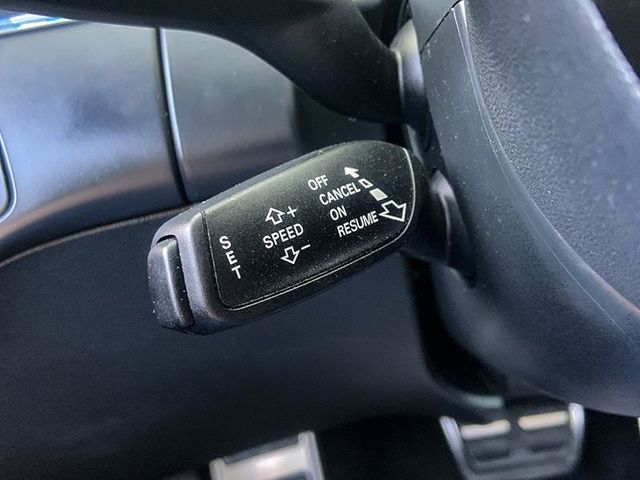 OFF
CANCEL
ON
RESUME
+
SPEED
−
SET